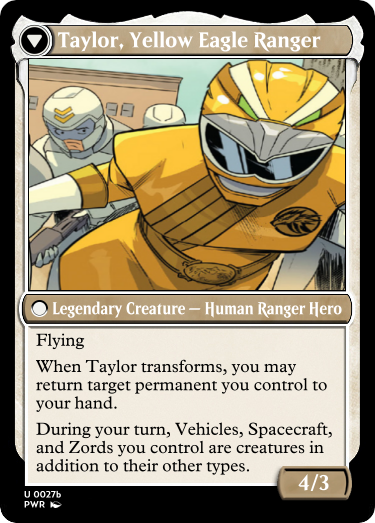 Taylor, Yellow Eagle Ranger
Legendary Creature — Human Ranger Hero
Flying
When Taylor transforms, you may
return target permanent you control to
your hand.
During your turn, Vehicles, Spacecraft,
and Zords you control are creatures in
addition to their other types.
4/3
U 0027b
PWR